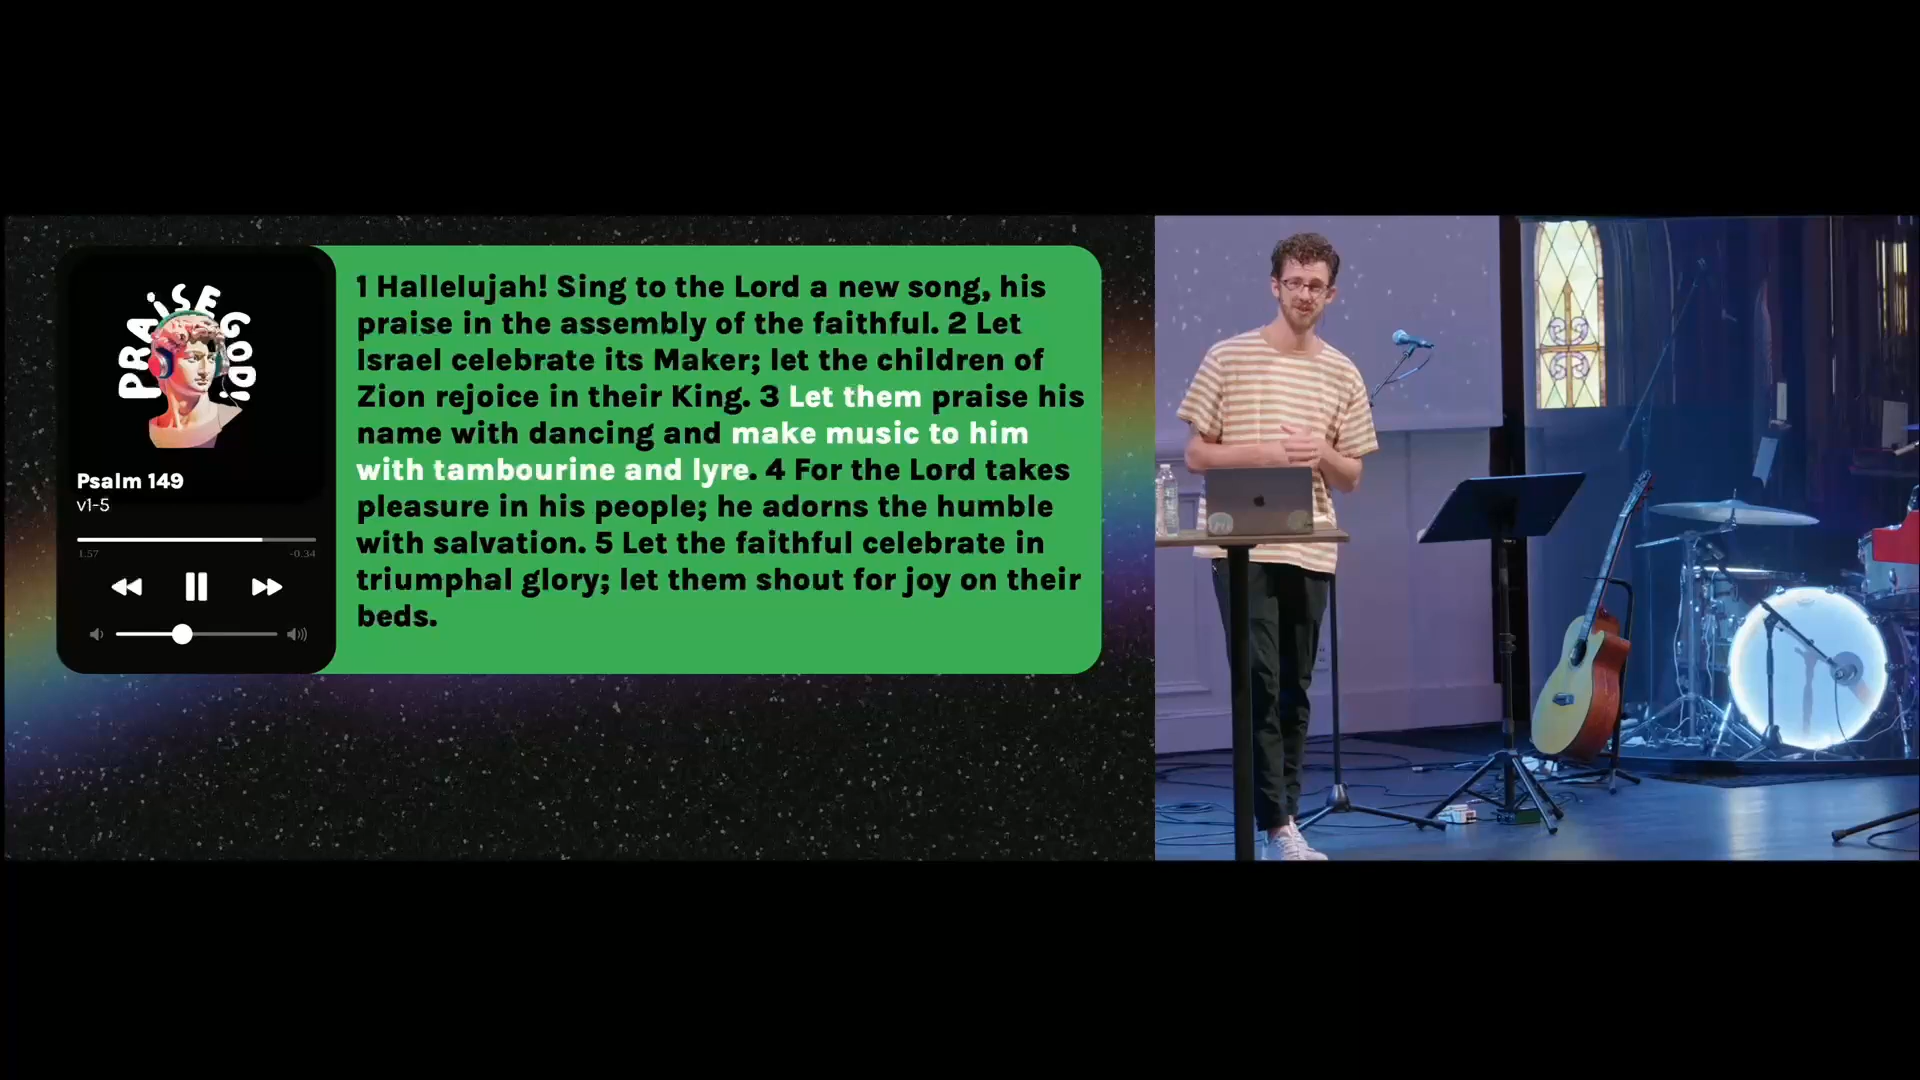 PRAiSE GOD!
Psalm 149
v1-5
1:57
-0.34
1 Hallelujah! Sing to the Lord a new song, his
praise in the assembly of the faithful. 2 Let
Israel celebrate its Maker; let the children of
Zion rejoice in their King. 3 Let them praise his
name with dancing and make music to him
with tambourine and lyre. 4 For the Lord takes
pleasure in his people; he adorns the humble
with salvation. 5 Let the faithful celebrate in
triumphal glory; let them shout for joy on their
beds.